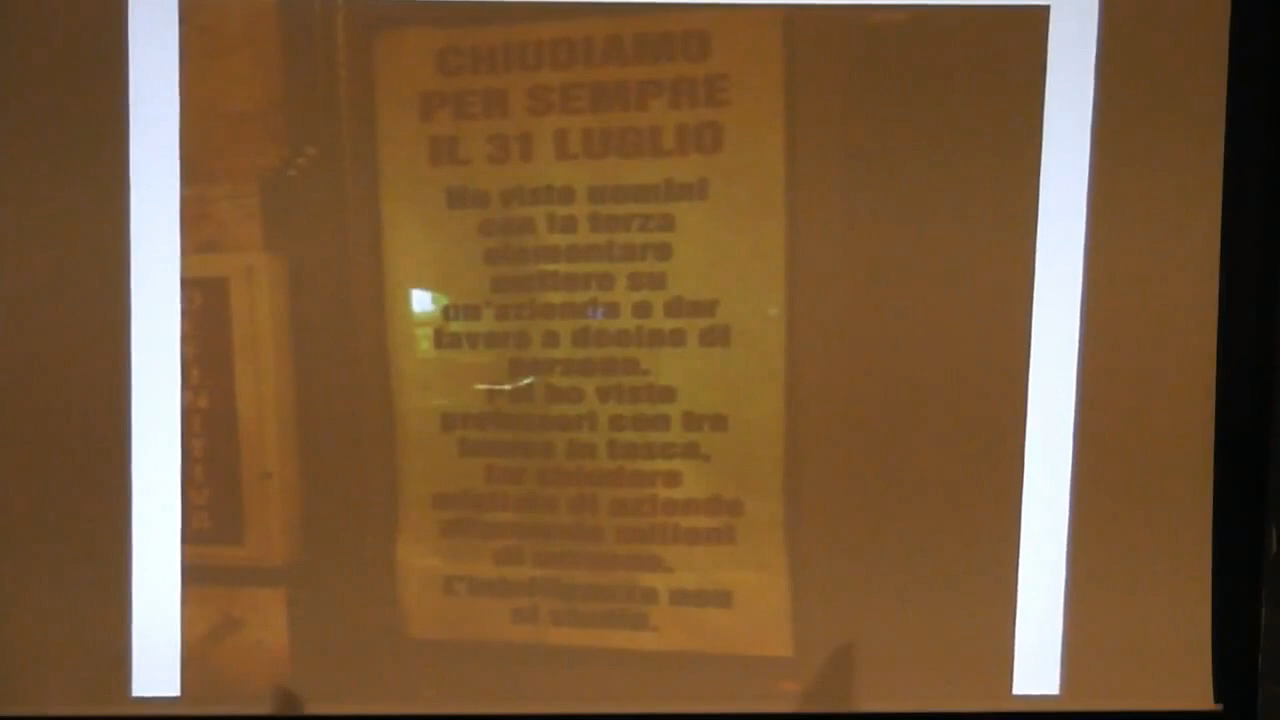 CHIUDIAMO
PER SEMPRE
IL 31 LUGLIO
Ho visto uomini
con la terza
elementare
mettere su
un'azienda e dar
lavoro a decine di
persone.
Poi ho visto
professori con tre
lauree in tasca,
far chiudere
migliaia di aziende
milioni
di
L'intelligenza non
si studia.